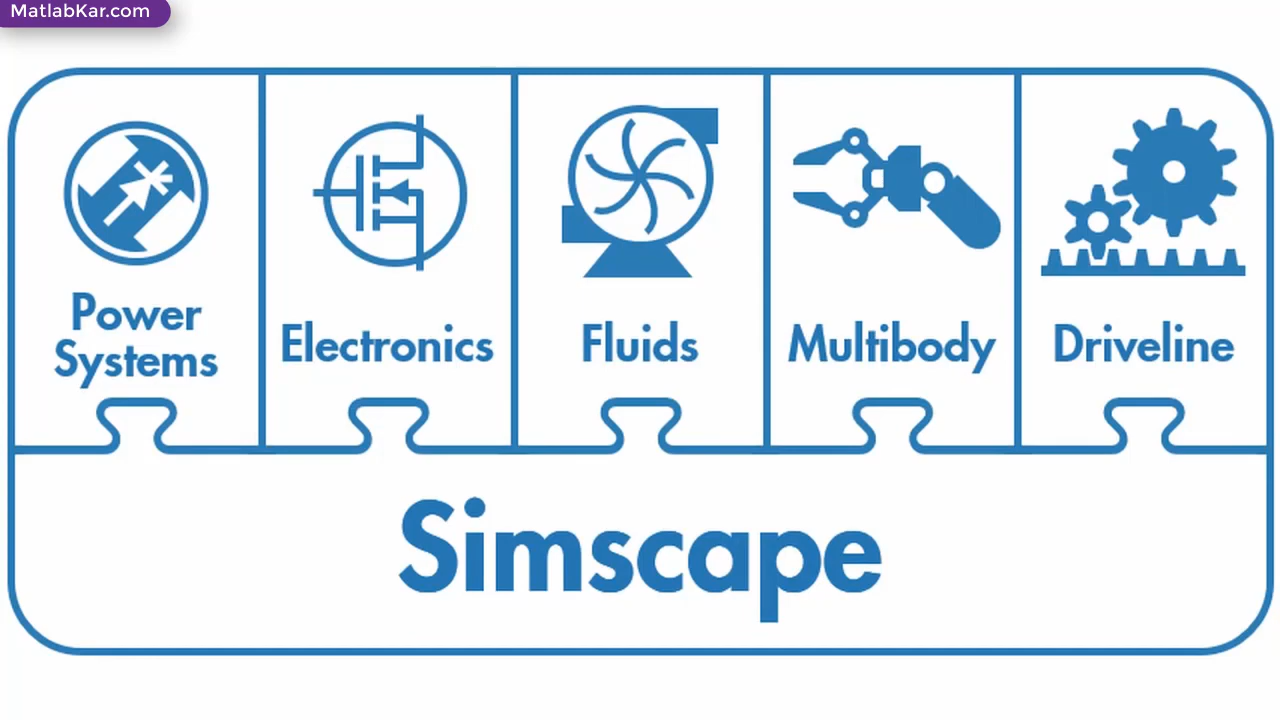 MatlabKar.com
Power
Systems
Electronics
Fluids
Multibody
Driveline
Simscape